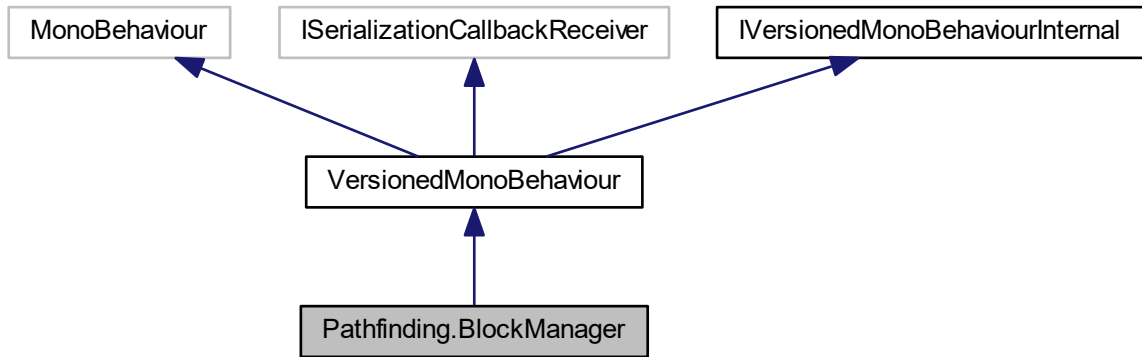 MonoBehaviour
ISerializationCallbackReceiver
IVersionedMonoBehaviourInternal
VersionedMonoBehaviour
Pathfinding.BlockManager